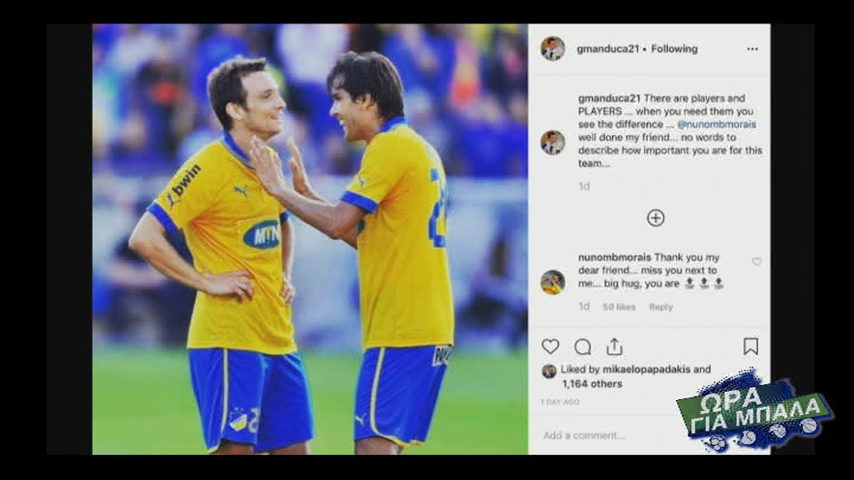 bwin
MTN
gmanduca21 • Following
gmanduca21 There are players and
PLAYERS ... when you need them you
see the difference ... @nunombmorais
well done my friend... no words to
describe how important you are for this
team...
1d
nunombmorais Thank you my
dear friend... miss you next to
me... big hug, you are 🔝🔝🔝
1d 50 likes Reply
Liked by mikaelopapadakis and
1,164 others
1 DAY AGO
Add a comment...
ΩΡΑ
ΓΙΑ ΜΠΑΛΑ